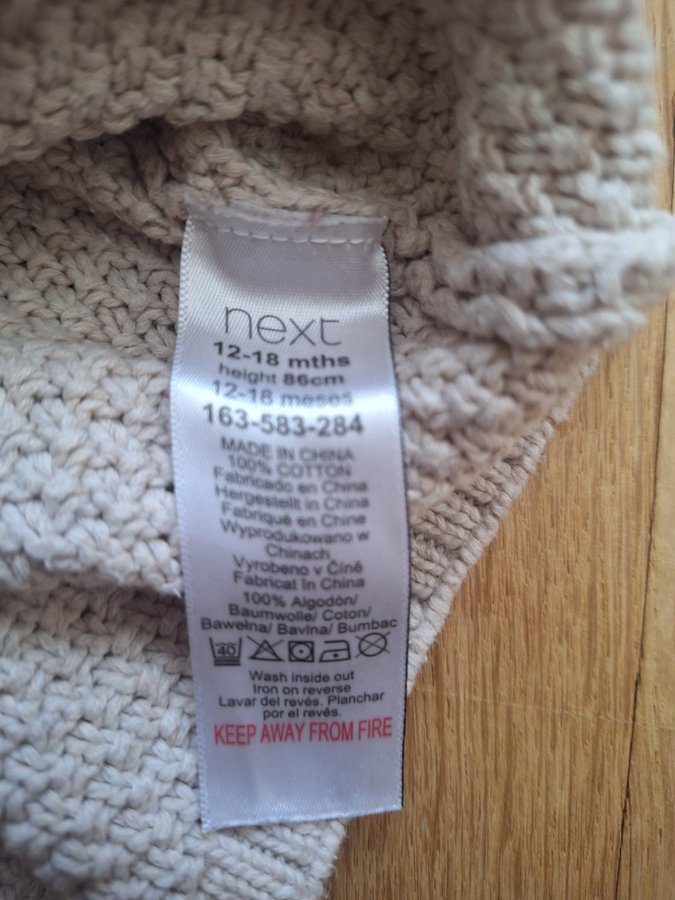 next
12-18 mths
height 86cm
12-18 meses
163-583-284
MADE IN CHINA
100% COTTON
Fabricado en China
Hergestellt in China
Fabriqué en Chine
Wyprodukowano w
Chinach
Vyrobeno v Číně
Fabricat în China
100% Algodón/
Baumwolle/ Coton/
Bawełna/ Bavlna/ Bumbac
40
Wash inside out
Iron on reverse
Lavar del revés. Planchar
por el revés.
KEEP AWAY FROM FIRE